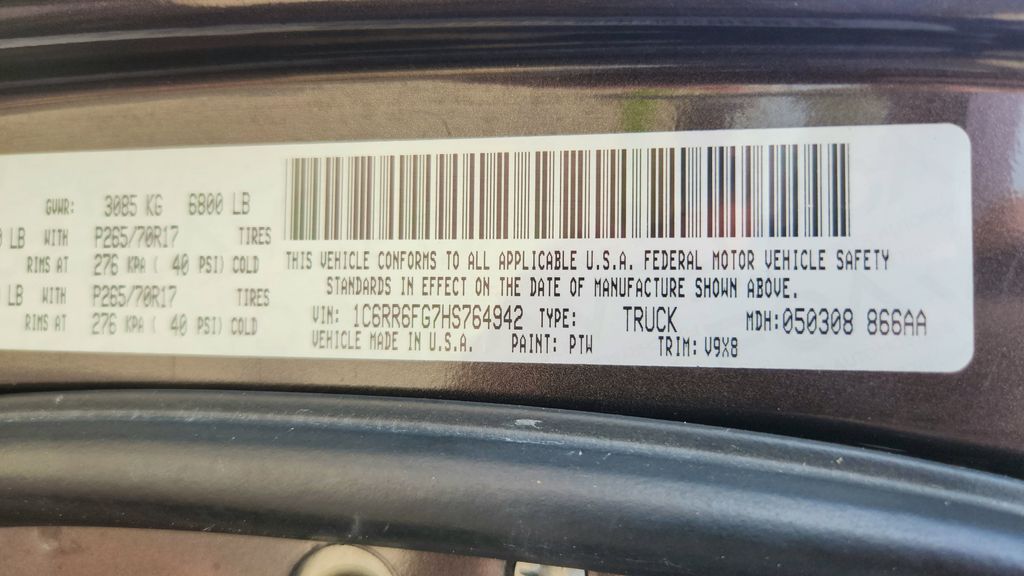 GVWR: 3085 KG 6800 LB
LB WITH P265/70R17 TIRES
RIMS AT 276 KPA ( 40 PSI) COLD
LB WITH P265/70R17 TIRES
RIMS AT 276 KPA ( 40 PSI) COLD
THIS VEHICLE CONFORMS TO ALL APPLICABLE U.S.A. FEDERAL MOTOR VEHICLE SAFETY
STANDARDS IN EFFECT ON THE DATE OF MANUFACTURE SHOWN ABOVE.
VIN: 1C6RR6FG7HS764942 TYPE: TRUCK MDH:050308 866AA
VEHICLE MADE IN U.S.A. PAINT: PTW TRIM: V9X8